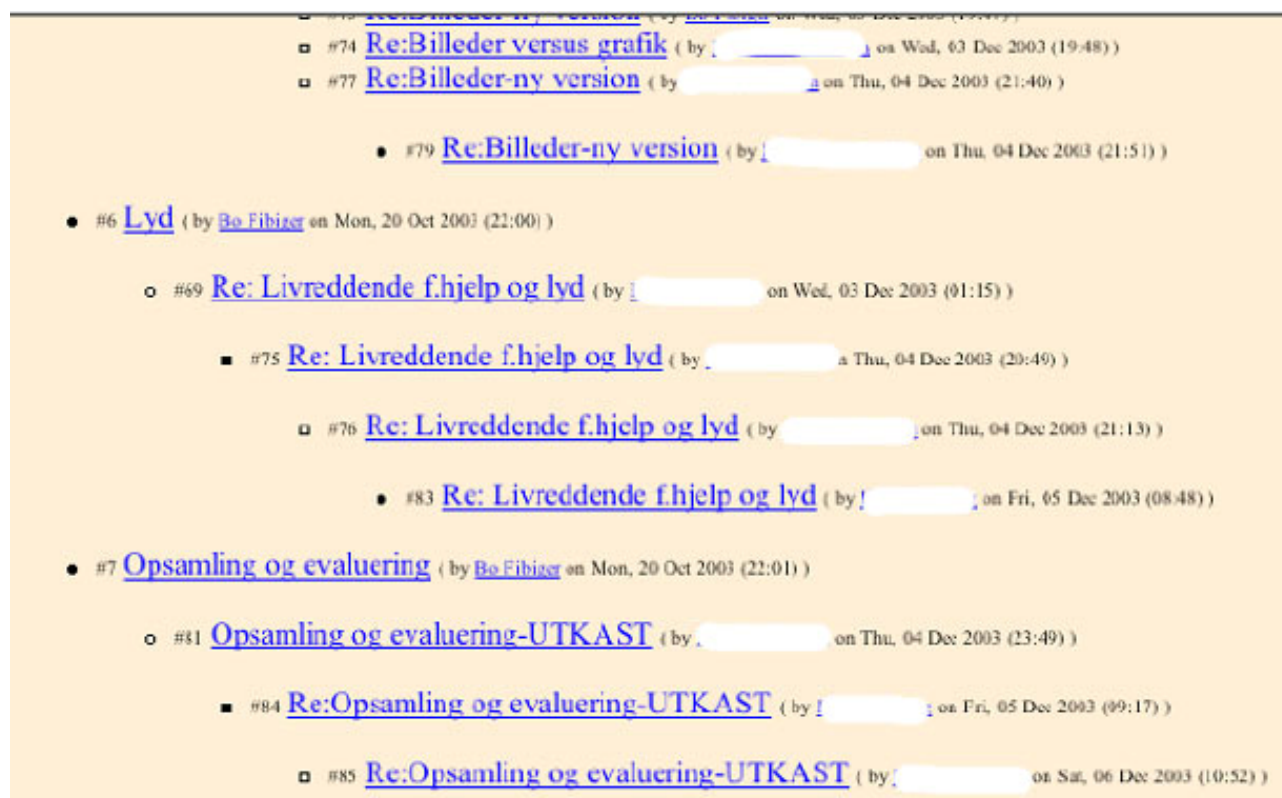 #74 Re:Billeder versus grafik ( by on Wed, 03 Dec 2003 (19:48) )
#77 Re:Billeder-ny version ( by on Thu, 04 Dec 2003 (21:40) )
#79 Re:Billeder-ny version ( by on Thu, 04 Dec 2003 (21:51) )
#6 Lyd ( by Bo Fibiger on Mon, 20 Oct 2003 (22:00) )
#69 Re: Livreddende f.hjelp og lyd ( by on Wed, 03 Dec 2003 (01:15) )
#75 Re: Livreddende f.hjelp og lyd ( by Thu, 04 Dec 2003 (20:49) )
#76 Re: Livreddende f.hjelp og lyd ( by on Thu, 04 Dec 2003 (21:13) )
#83 Re: Livreddende f.hjelp og lyd ( by on Fri, 05 Dec 2003 (08:48) )
#7 Opsamling og evaluering ( by Bo Fibiger on Mon, 20 Oct 2003 (22:01) )
#81 Opsamling og evaluering-UTKAST ( by on Thu, 04 Dec 2003 (23:49) )
#84 Re:Opsamling og evaluering-UTKAST ( by on Fri, 05 Dec 2003 (09:17) )
#85 Re:Opsamling og evaluering-UTKAST ( by on Sat, 06 Dec 2003 (10:52) )